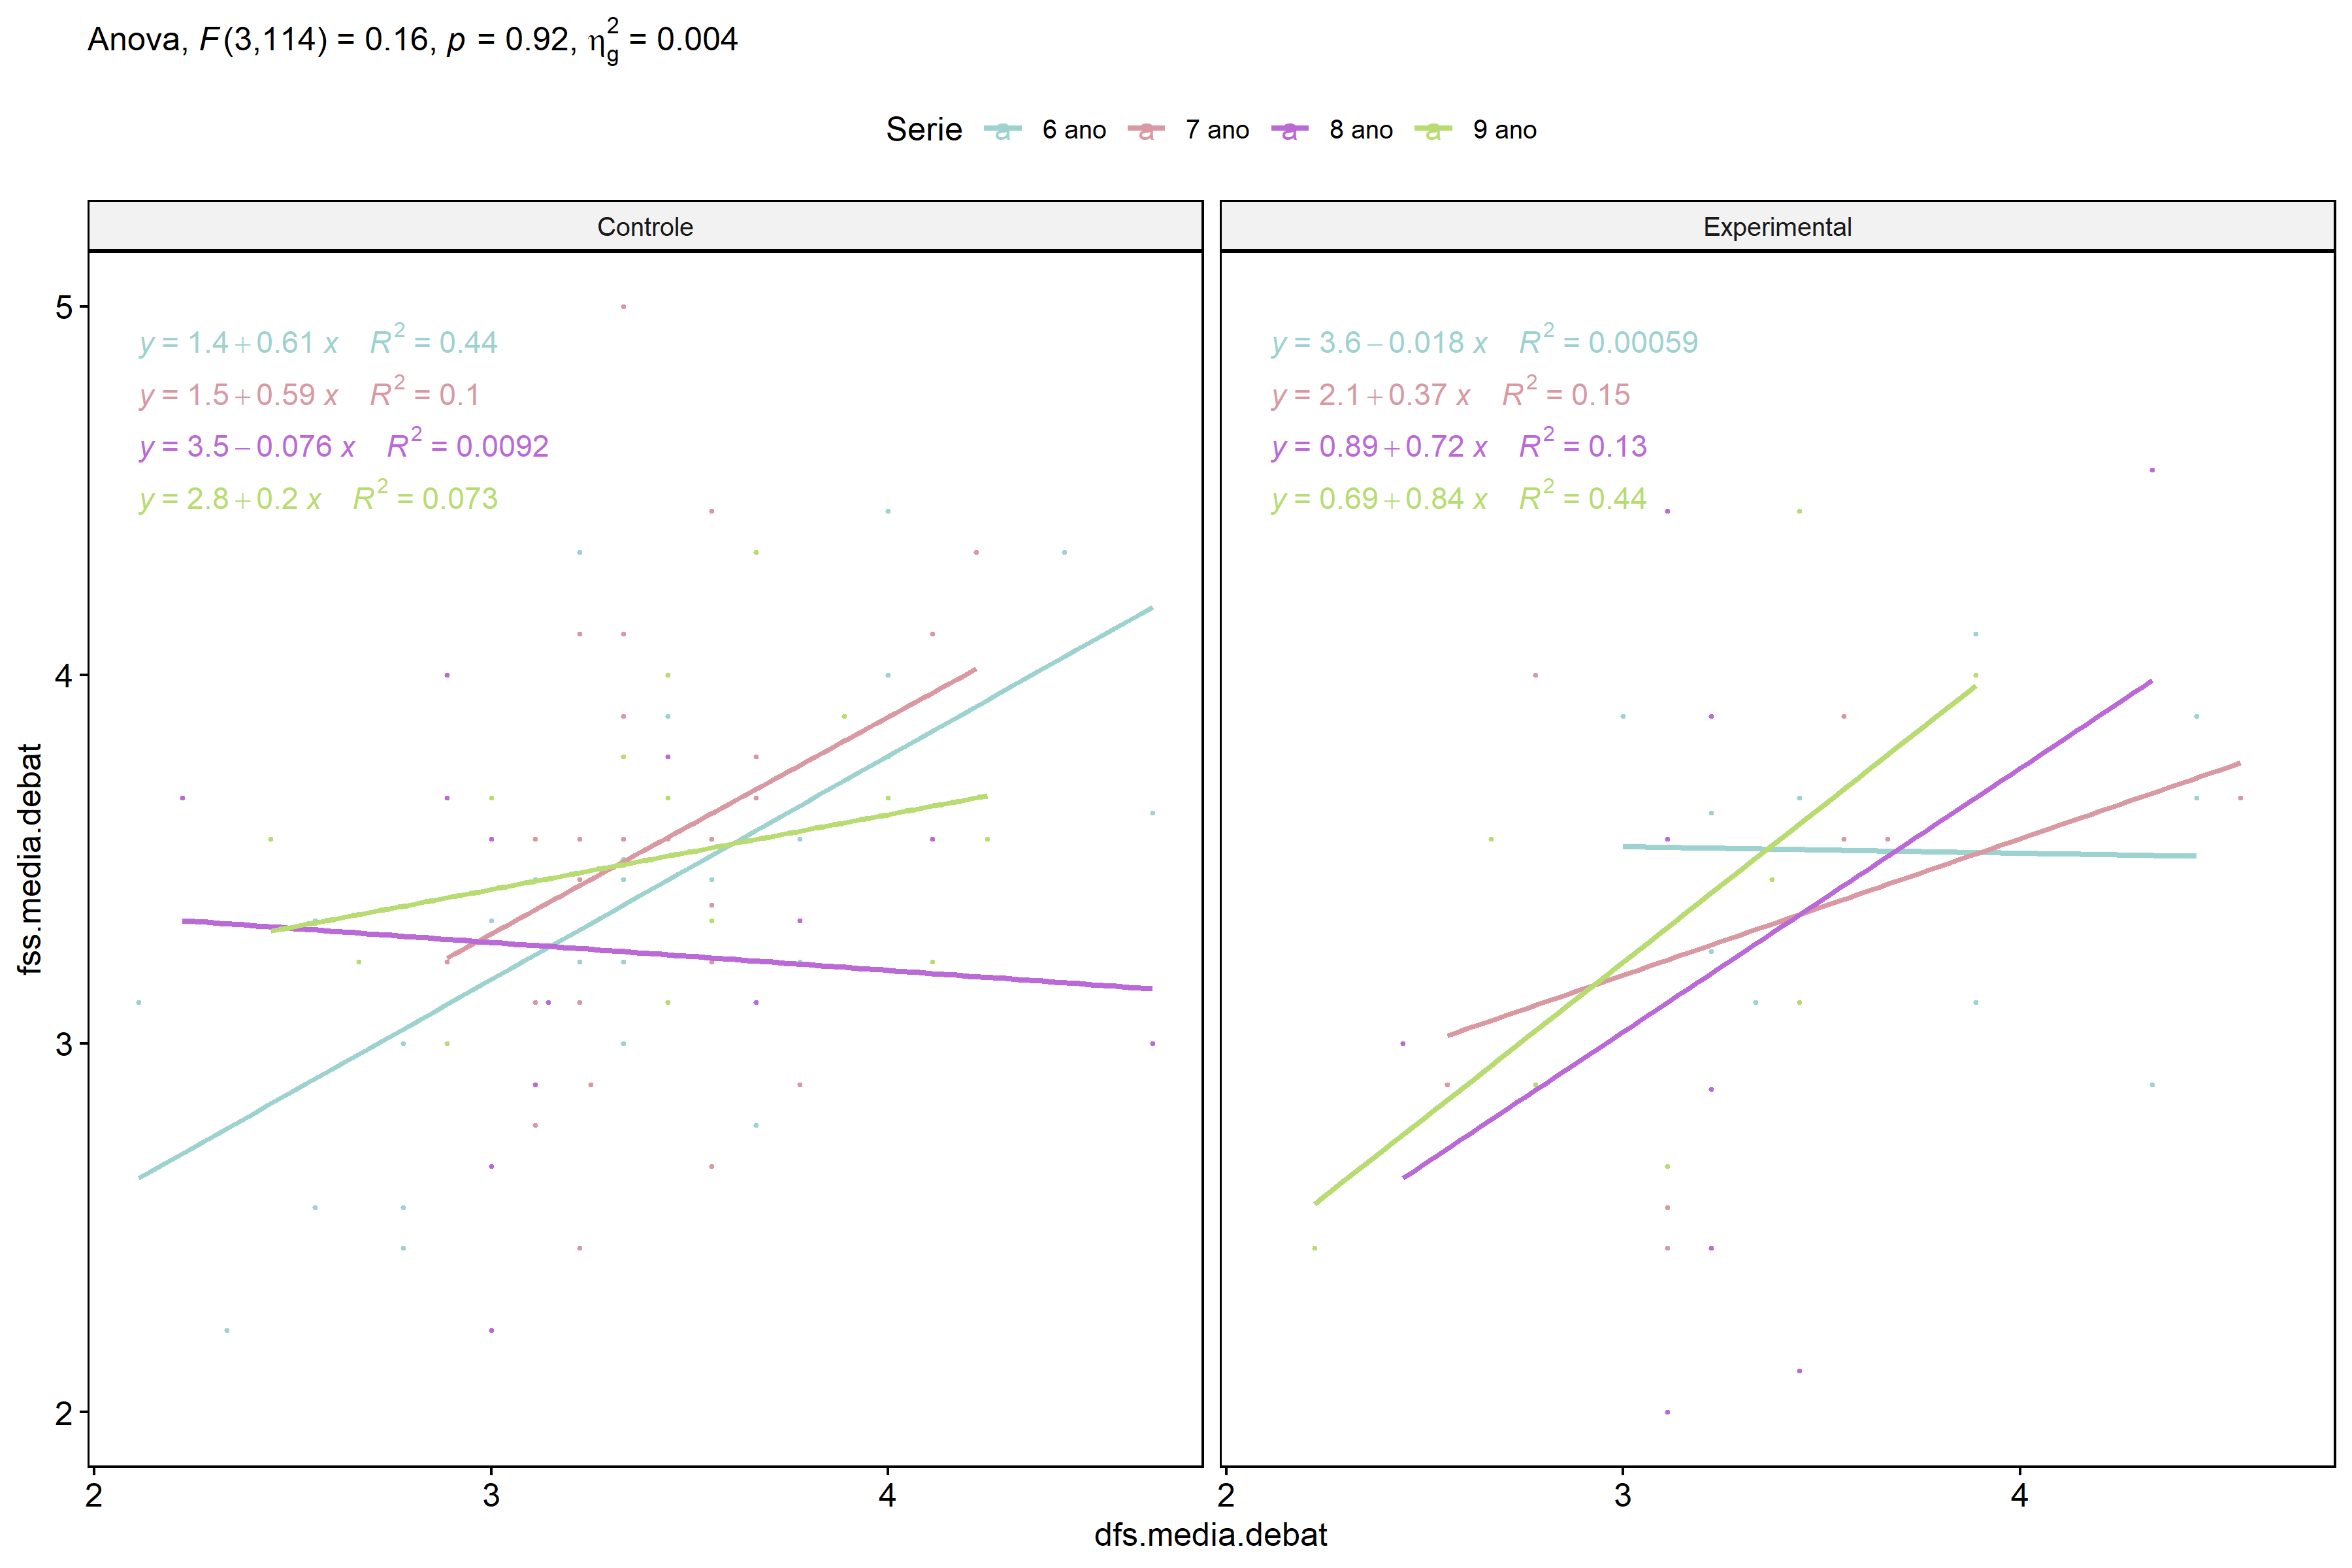 Anova, F(3,114) = 0.16, p = 0.92, η²g = 0.004
Serie a 6 ano a 7 ano a 8 ano a 9 ano
Controle
Experimental
5
4
3
2
fss.media.debat
y = 1.4 + 0.61 x R² = 0.44
y = 1.5 + 0.59 x R² = 0.1
y = 3.5 − 0.076 x R² = 0.0092
y = 2.8 + 0.2 x R² = 0.073
y = 3.6 − 0.018 x R² = 0.00059
y = 2.1 + 0.37 x R² = 0.15
y = 0.89 + 0.72 x R² = 0.13
y = 0.69 + 0.84 x R² = 0.44
2 3 4
2 3 4
dfs.media.debat